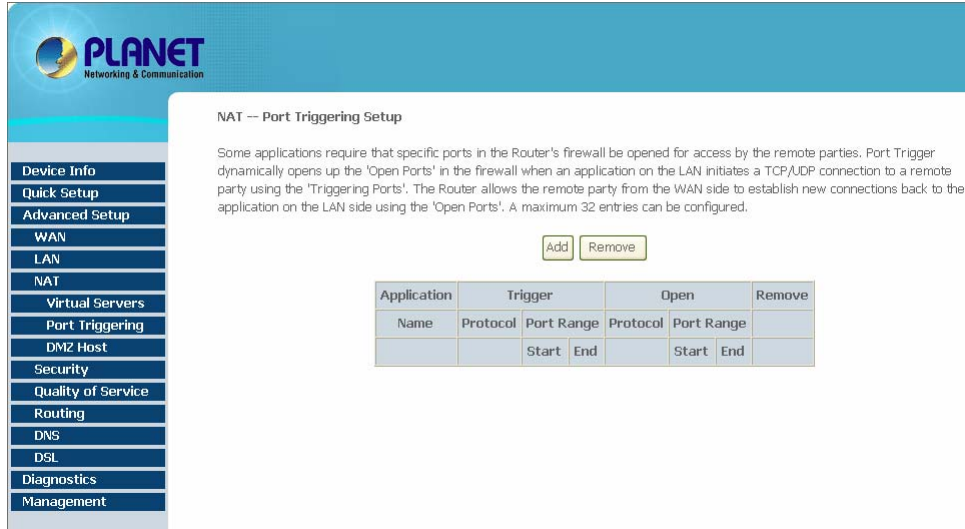 PLANET
Networking & Communication
Device Info
Quick Setup
Advanced Setup
WAN
LAN
NAT
Virtual Servers
Port Triggering
DMZ Host
Security
Quality of Service
Routing
DNS
DSL
Diagnostics
Management
NAT -- Port Triggering Setup
Some applications require that specific ports in the Router's firewall be opened for access by the remote parties. Port Trigger
dynamically opens up the 'Open Ports' in the firewall when an application on the LAN initiates a TCP/UDP connection to a remote
party using the 'Triggering Ports'. The Router allows the remote party from the WAN side to establish new connections back to the
application on the LAN side using the 'Open Ports'. A maximum 32 entries can be configured.
Add Remove
Application Trigger Open Remove
Name Protocol Port Range Protocol Port Range
Start End Start End